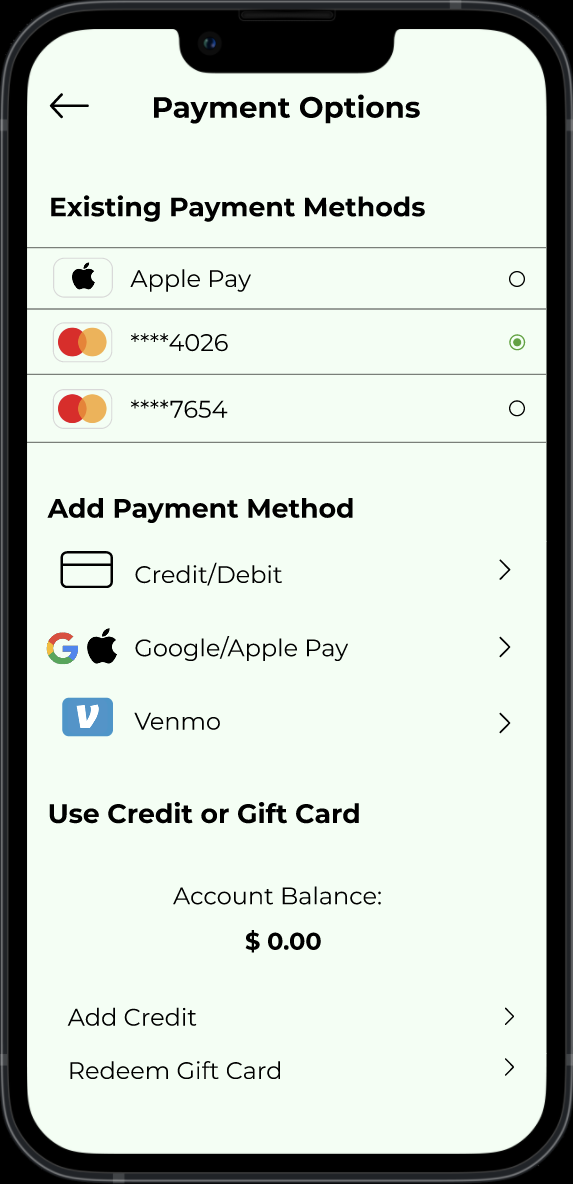 Payment Options
Existing Payment Methods
Apple Pay
****4026
****7654
Add Payment Method
Credit/Debit
Google/Apple Pay
Venmo
Use Credit or Gift Card
Account Balance:
$ 0.00
Add Credit
Redeem Gift Card